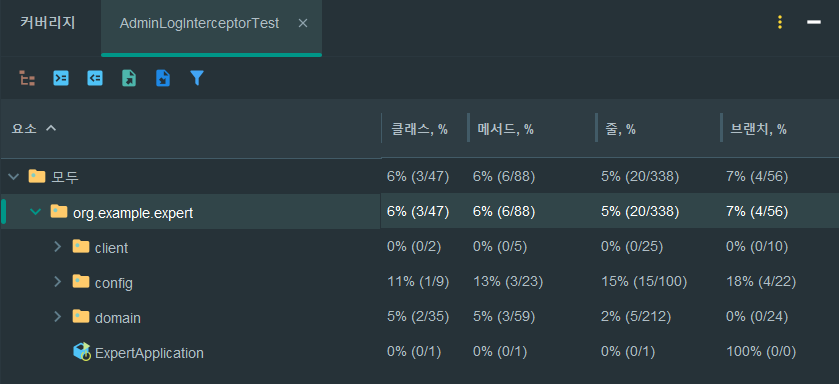 커버리지 AdminLogInterceptorTest ×
요소 클래스, % 메서드, % 줄, % 브랜치, %
모두 6% (3/47) 6% (6/88) 5% (20/338) 7% (4/56)
org.example.expert 6% (3/47) 6% (6/88) 5% (20/338) 7% (4/56)
client 0% (0/2) 0% (0/5) 0% (0/25) 0% (0/10)
config 11% (1/9) 13% (3/23) 15% (15/100) 18% (4/22)
domain 5% (2/35) 5% (3/59) 2% (5/212) 0% (0/24)
ExpertApplication 0% (0/1) 0% (0/1) 0% (0/1) 100% (0/0)